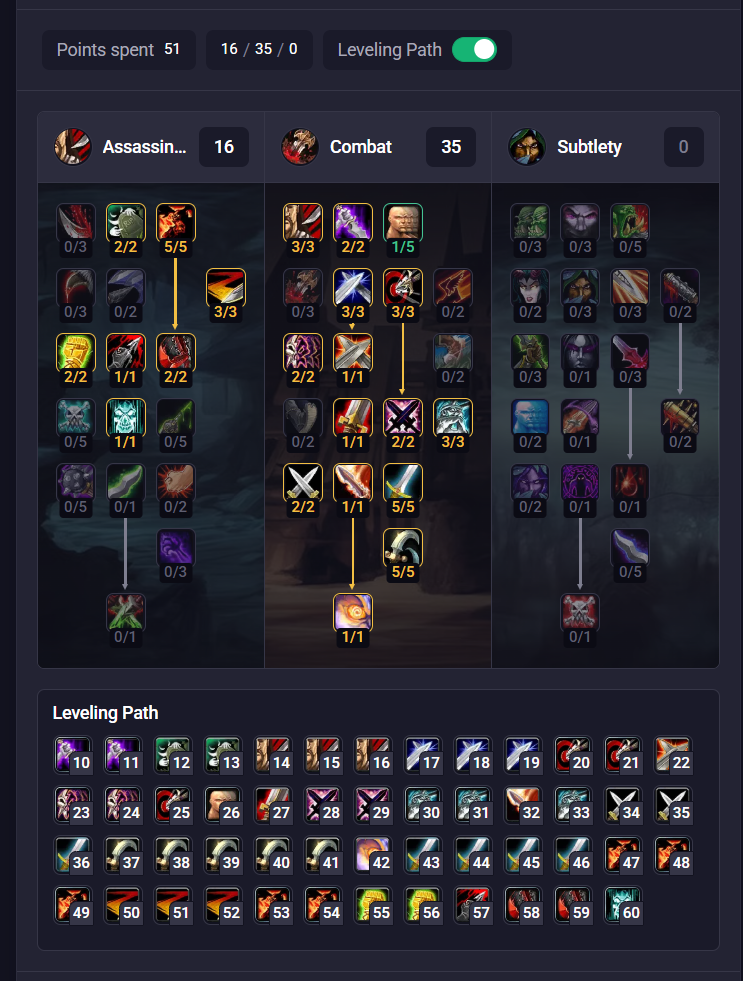 Points spent 51 16 / 35 / 0 Leveling Path
Assassin... 16 Combat 35 Subtlety 0
0/3 2/2 5/5 3/3 2/2 1/5 0/3 0/3 0/5
0/3 0/2 3/3 0/3 3/3 3/3 0/2 0/2 0/3 0/3 0/2
2/2 1/1 2/2 2/2 1/1 0/2 0/3 0/1 0/3
0/5 1/1 0/5 0/2 1/1 2/2 3/3 0/2 0/1 0/2
0/5 0/1 0/2 2/2 1/1 5/5 0/2 0/1 0/1
0/3 5/5 0/5
0/1 1/1 0/1
Leveling Path
10 11 12 13 14 15 16 17 18 19 20 21 22
23 24 25 26 27 28 29 30 31 32 33 34 35
36 37 38 39 40 41 42 43 44 45 46 47 48
49 50 51 52 53 54 55 56 57 58 59 60